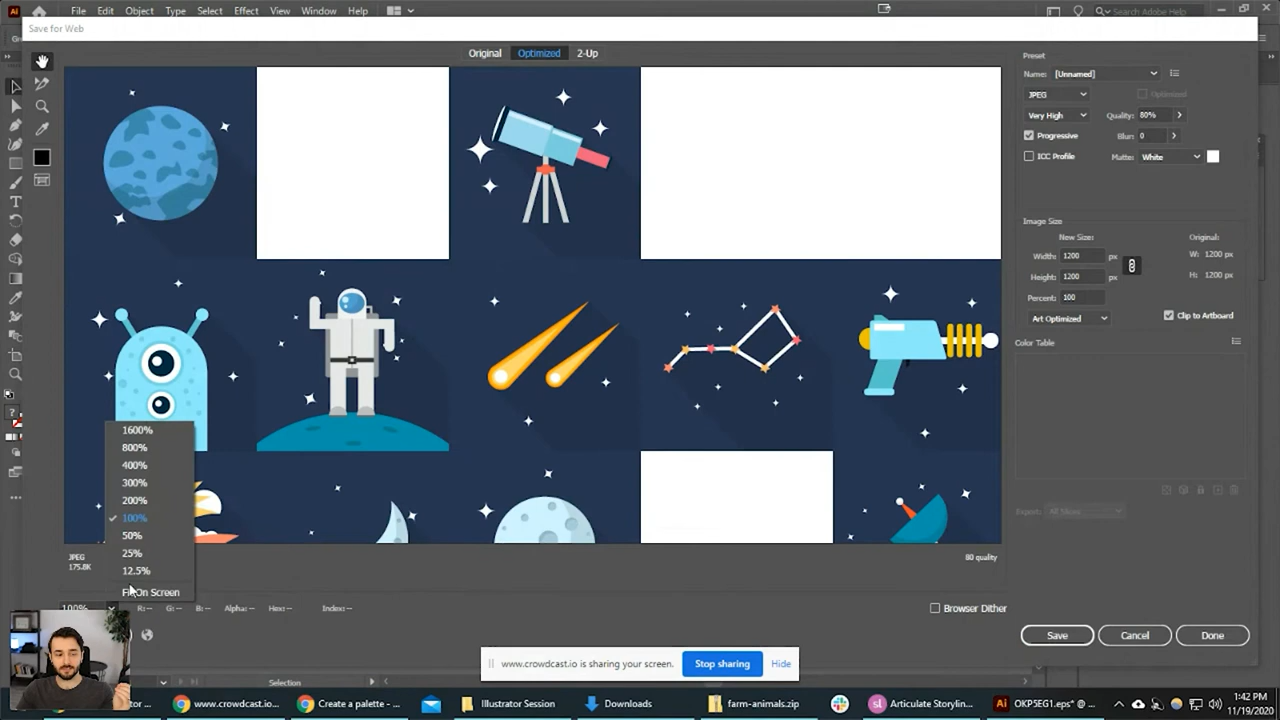 Ai File Edit Object Type Select Effect View Window Help
Search Adobe Help
Save for Web
Original Optimized 2-Up
Preset
Name: [Unnamed]
JPEG Optimized
Very High Quality: 80%
Progressive Blur: 0
ICC Profile Matte: White
Image Size
New Size: Original:
Width: 1200 px W: 1200 px
Height: 1200 px H: 1200 px
Percent: 100
Art Optimized Clip to Artboard
Color Table
1600%
800%
400%
300%
200%
100%
50%
25%
12.5%
On Screen
JPEG
175.8K
80 quality
Export: All Slices
100% R: -- G: -- B: -- Alpha: -- Hex: -- Index: --
Browser Dither
Save Cancel Done
www.crowdcast.io is sharing your screen. Stop sharing Hide
Selection
www.crowdcast.io... Create a palette - ... Illustrator Session Downloads farm-animals.zip Articulate Storylin... OKP5EG1.eps* @ ...
1:42 PM
11/19/2020